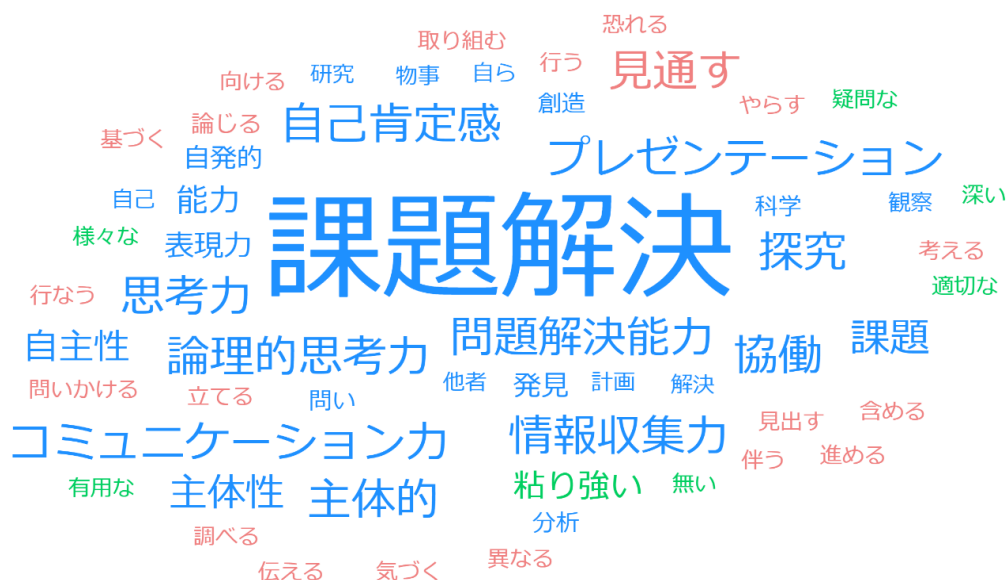 恐れる
取り組む
見通す
行う
向ける
研究
物事
自ら
創造
やらす
疑問な
自己肯定感
論じる
基づく
自発的
プレゼンテーション
自己
能力
課題解決
科学
観察
深い
様々な
表現力
探究
考える
適切な
行なう
思考力
自主性
論理的思考力
問題解決能力
協働
課題
問いかける
立てる
問い
他者
発見
計画
解決
見出す
含める
コミュニケーション力
情報収集力
伴う
進める
有用な
主体性
主体的
粘り強い
無い
分析
調べる
伝える
気づく
異なる